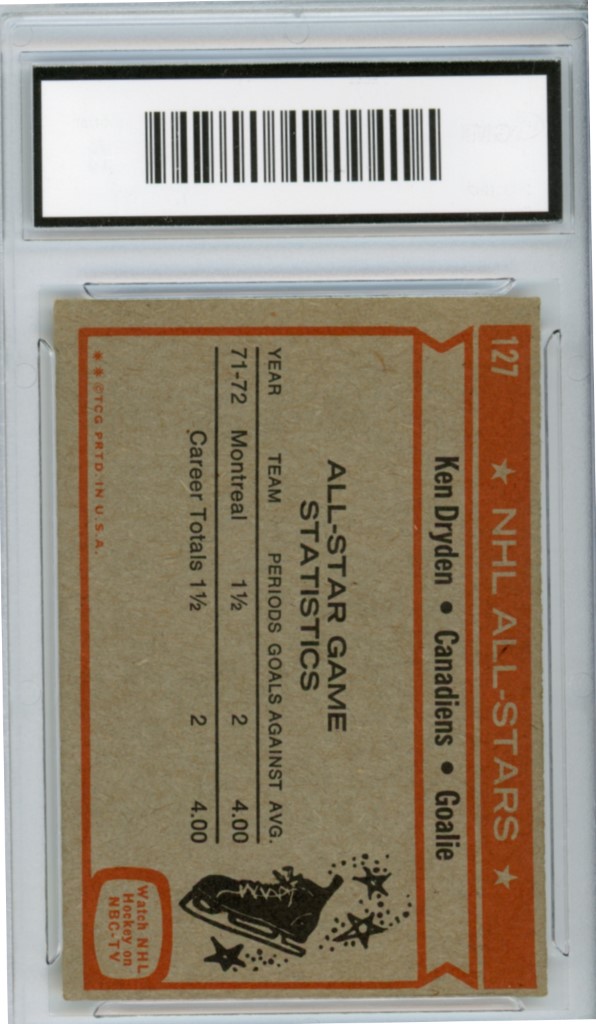 127 ★ NHL ALL-STARS ★
Ken Dryden • Canadiens • Goalie
ALL-STAR GAME
STATISTICS
YEAR TEAM PERIODS GOALS AGAINST AVG.
71-72 Montreal 1½ 2 4.00
Career Totals 1½ 2 4.00
Watch NHL
Hockey on
NBC-TV
✱ ✱ ©TCG PRTD. IN U.S.A.